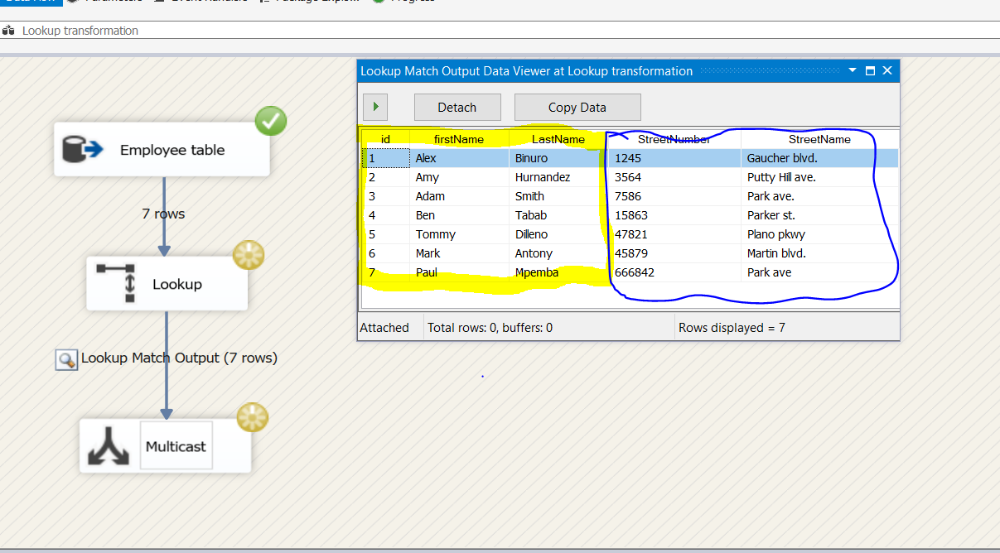 Lookup transformation
Lookup Match Output Data Viewer at Lookup transformation
Detach Copy Data
id firstName LastName StreetNumber StreetName
1 Alex Binuro 1245 Gaucher blvd.
2 Amy Hurnandez 3564 Putty Hill ave.
3 Adam Smith 7586 Park ave.
4 Ben Tabab 15863 Parker st.
5 Tommy Dilleno 47821 Plano pkwy
6 Mark Antony 45879 Martin blvd.
7 Paul Mpemba 666842 Park ave
Attached Total rows: 0, buffers: 0 Rows displayed = 7
Employee table
7 rows
Lookup
Lookup Match Output (7 rows)
Multicast